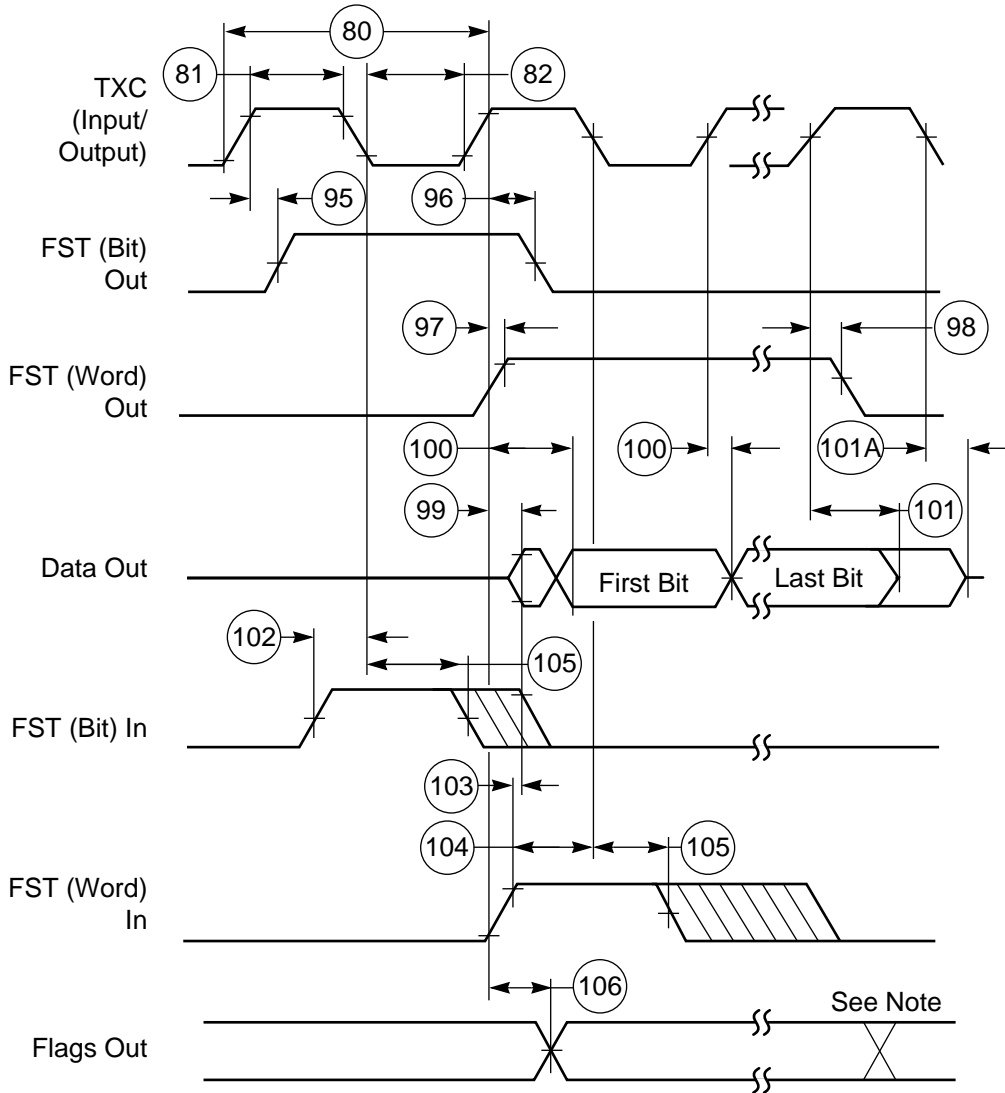 80
81
82
TXC
(Input/
Output)
95
96
FST (Bit)
Out
97
98
FST (Word)
Out
100
100
101A
99
101
Data Out
First Bit
Last Bit
102
105
FST (Bit) In
103
104
105
FST (Word)
In
106
See Note
Flags Out